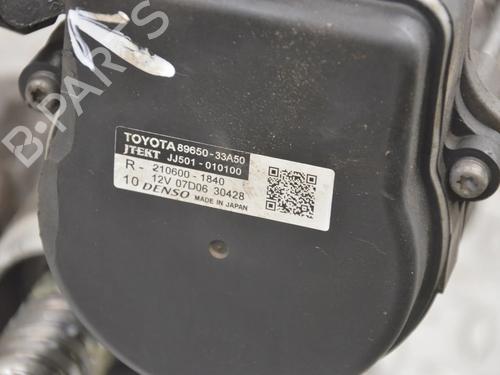 B-PARTS
TOYOTA 89650-33A50
JTEKT JJ501-010100
R- 210600-1840
10 12V 07D06 30428
DENSO MADE IN JAPAN